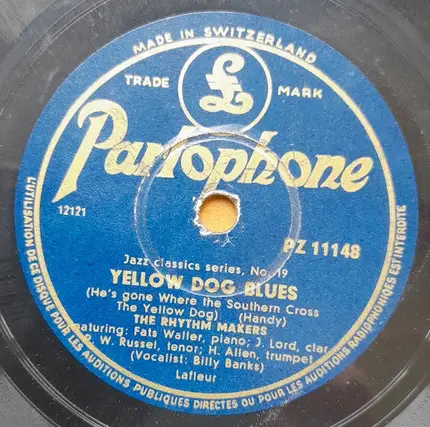 MADE IN SWITZERLAND
TRADE MARK
£
Parlophone
12121
PZ 11148
Jazz classics series, No. 19
YELLOW DOG BLUES
(He's gone Where the Southern Cross
The Yellow Dog) (Handy)
THE RHYTHM MAKERS
Featuring: Fats Waller, piano; J. Lord, clar
W. Russel, tenor; H. Allen, trumpet
(Vocalist: Billy Banks)
Lafleur
L'UTILISATION DE CE DISQUE POUR LES AUDITIONS PUBLIQUES DIRECTES OU POUR LES AUDITIONS RADIOPHONIQUES EST INTERDITE